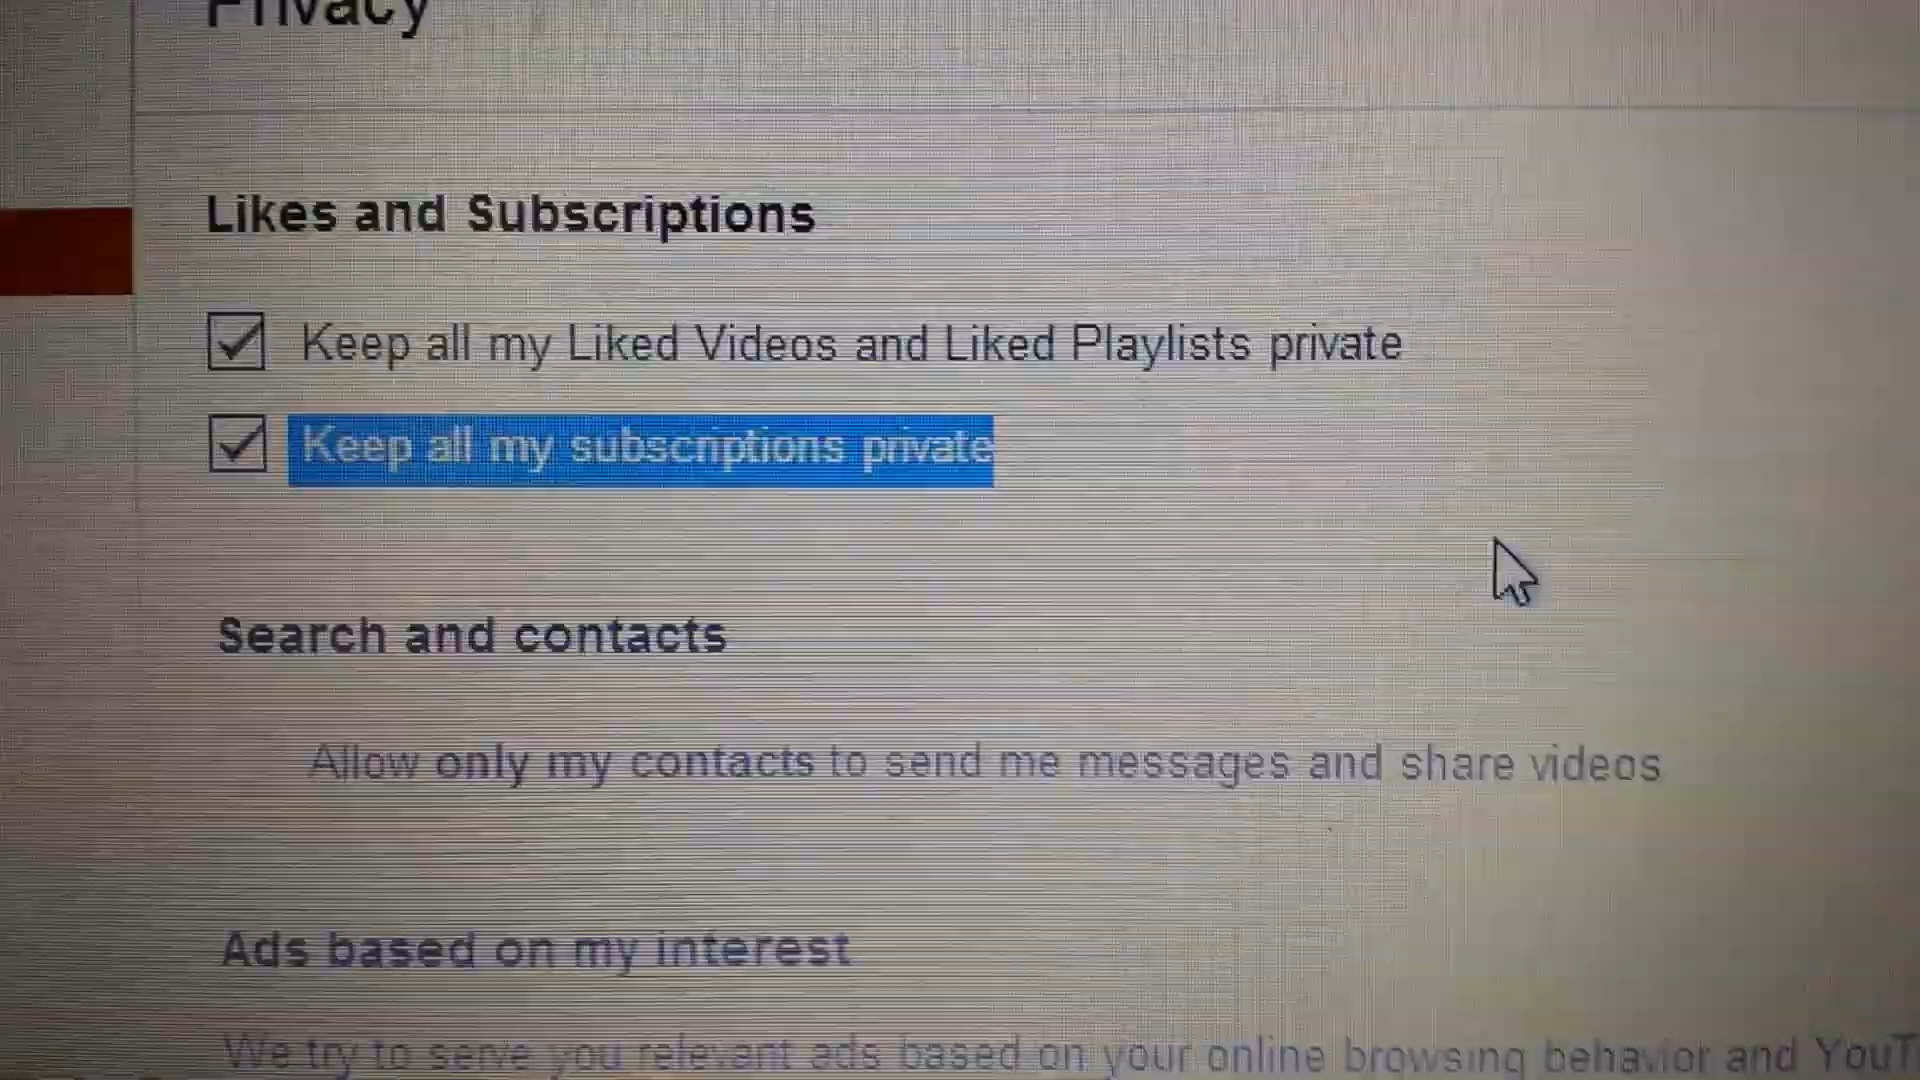 Privacy
Likes and Subscriptions
Keep all my Liked Videos and Liked Playlists private
Keep all my subscriptions private
Search and contacts
Allow only my contacts to send me messages and share videos
Ads based on my interest
We try to serve you relevant ads based on your online browsing behavior and YouT